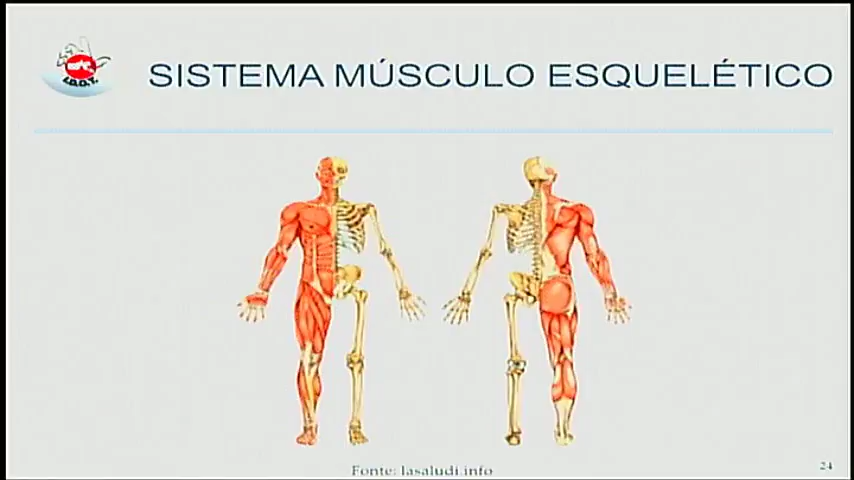 SISTEMA MÚSCULO ESQUELÉTICO
I.B.O.T.
Fonte: lasaludi.info
24